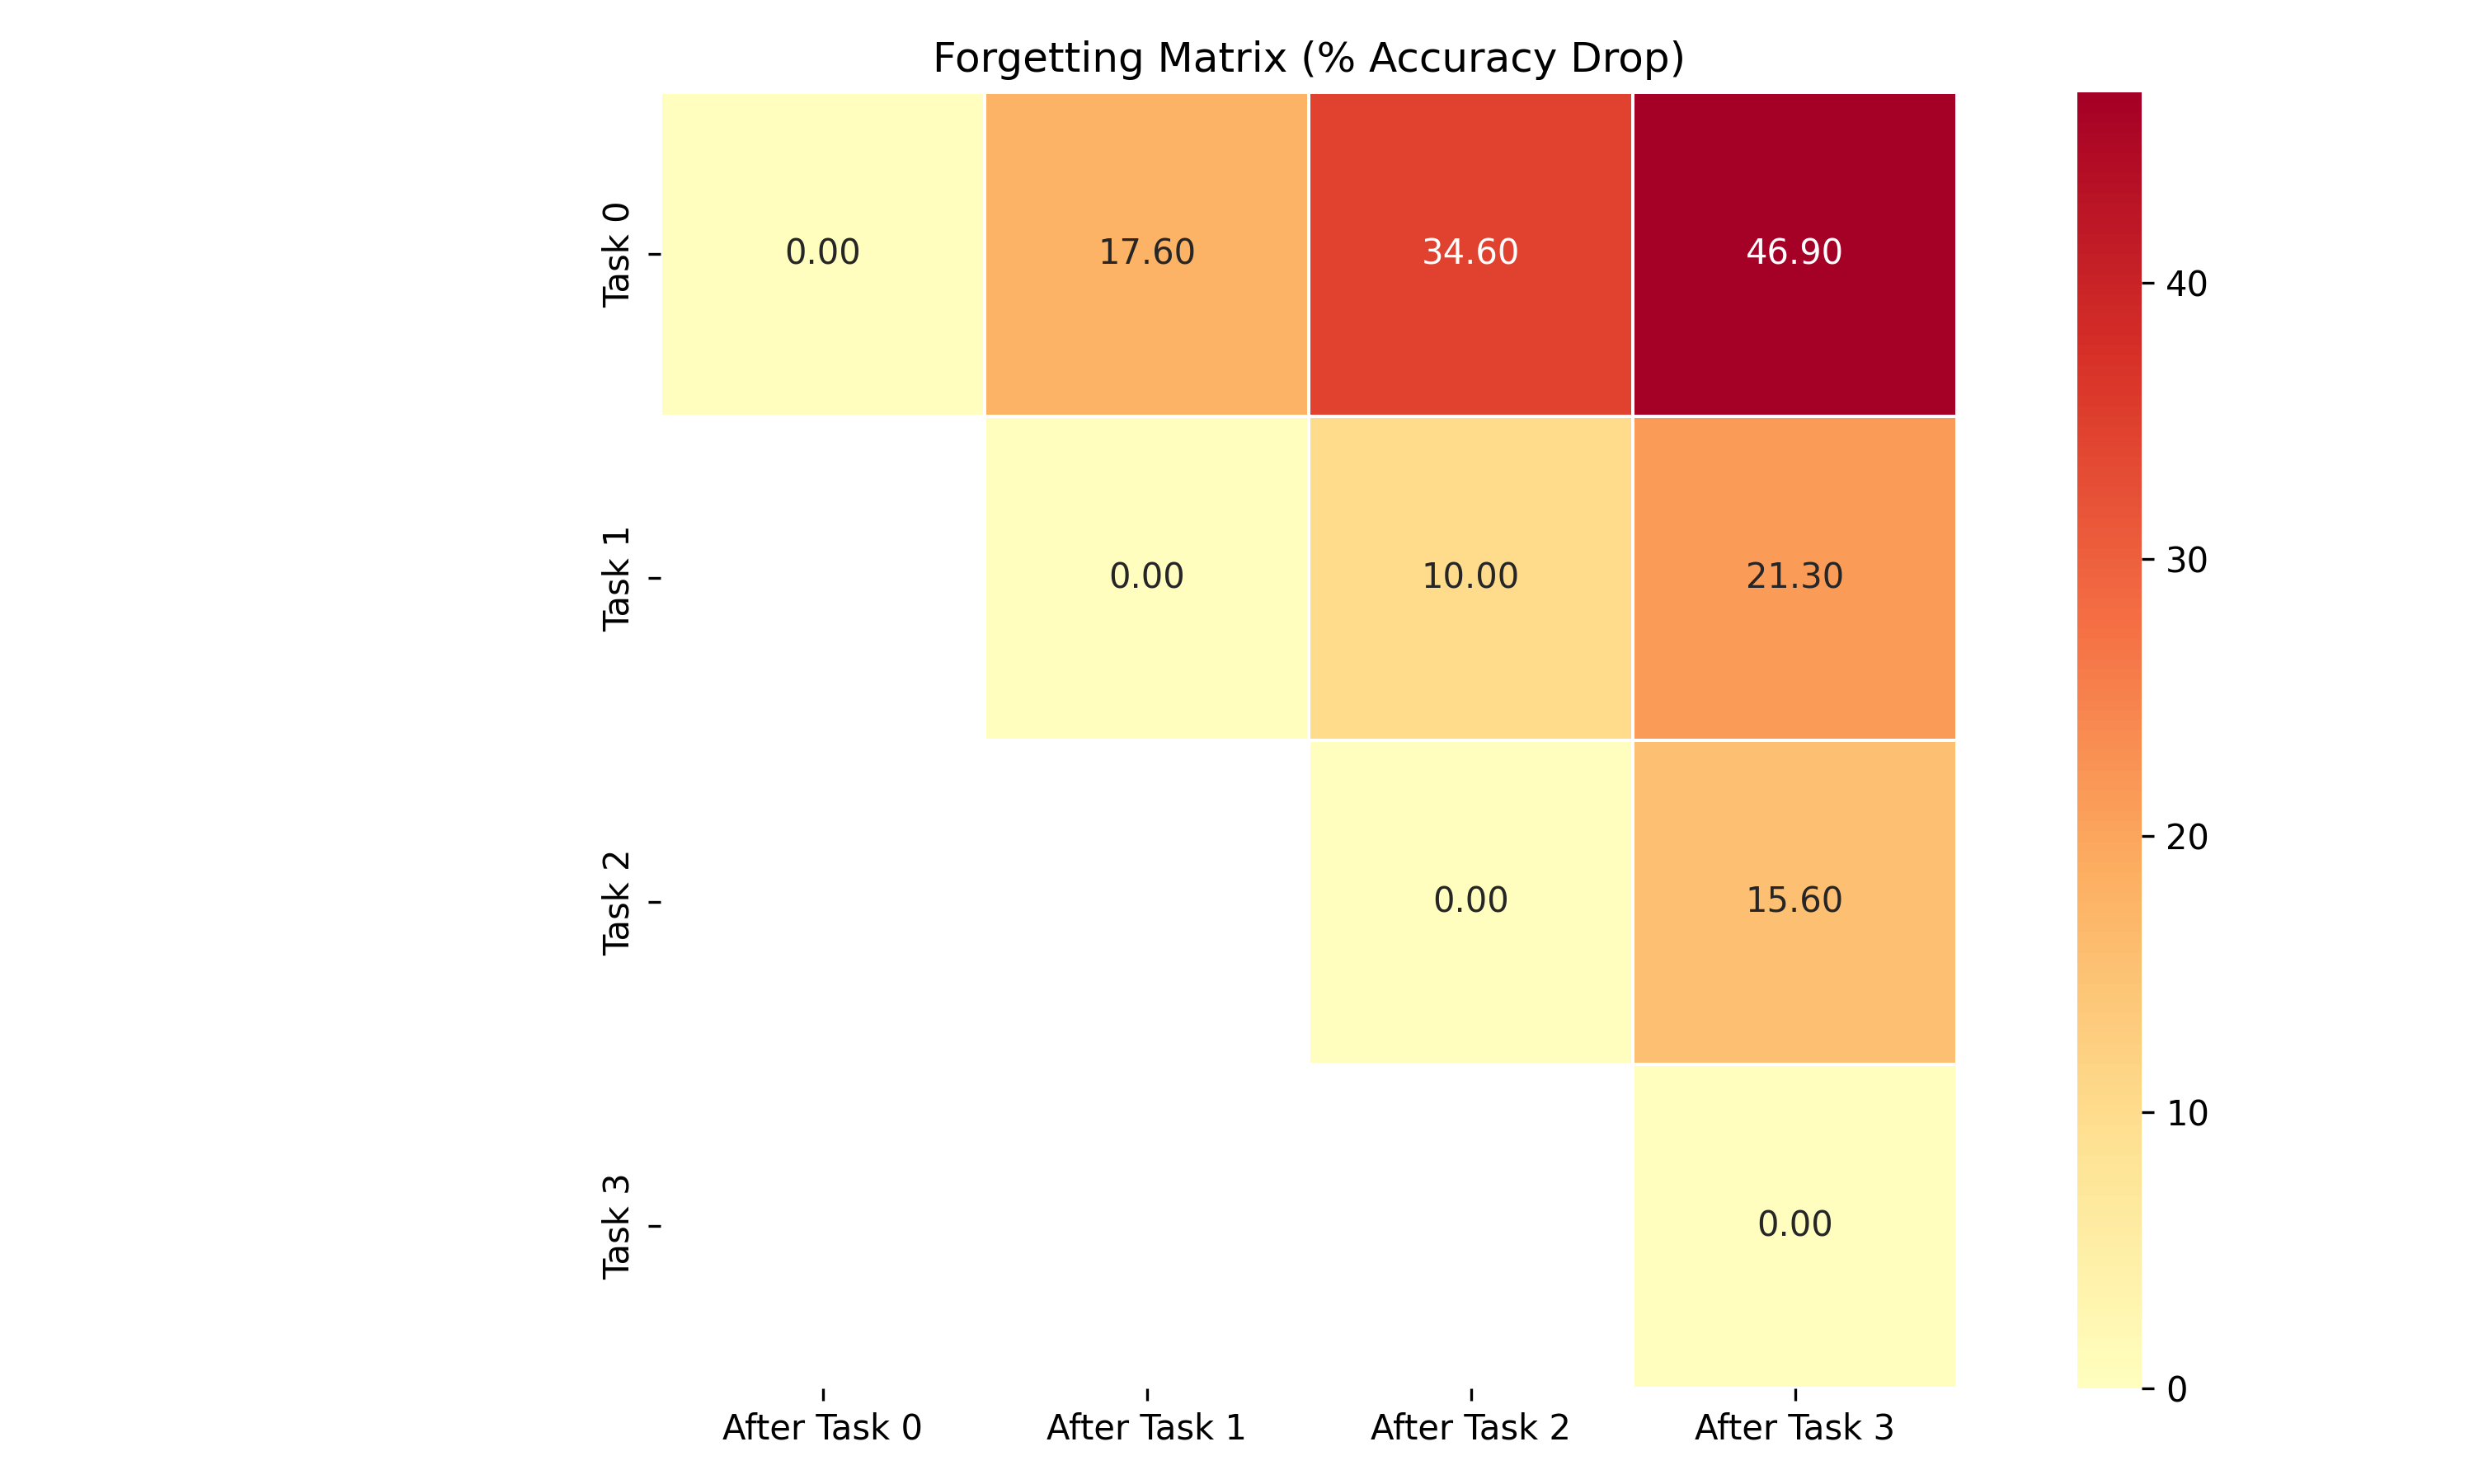 Forgetting Matrix (% Accuracy Drop)
Task 0
0.00
17.60
34.60
46.90
Task 1
0.00
10.00
21.30
Task 2
0.00
15.60
Task 3
0.00
After Task 0
After Task 1
After Task 2
After Task 3
40
30
20
10
0